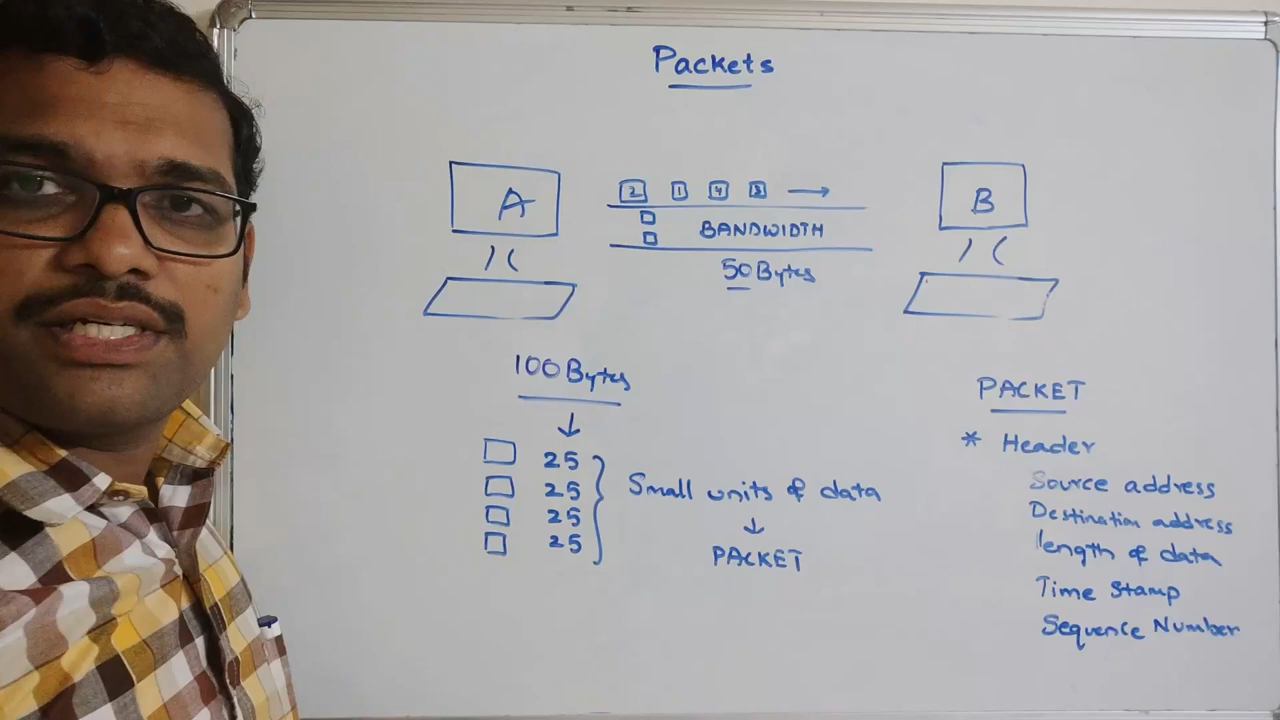 Packets
A
2 1 4 3
B
BANDWIDTH
50 Bytes
100 Bytes
25
25
25
25
Small units of data
PACKET
PACKET
* Header
Source address
Destination address
length of data
Time Stamp
Sequence Number